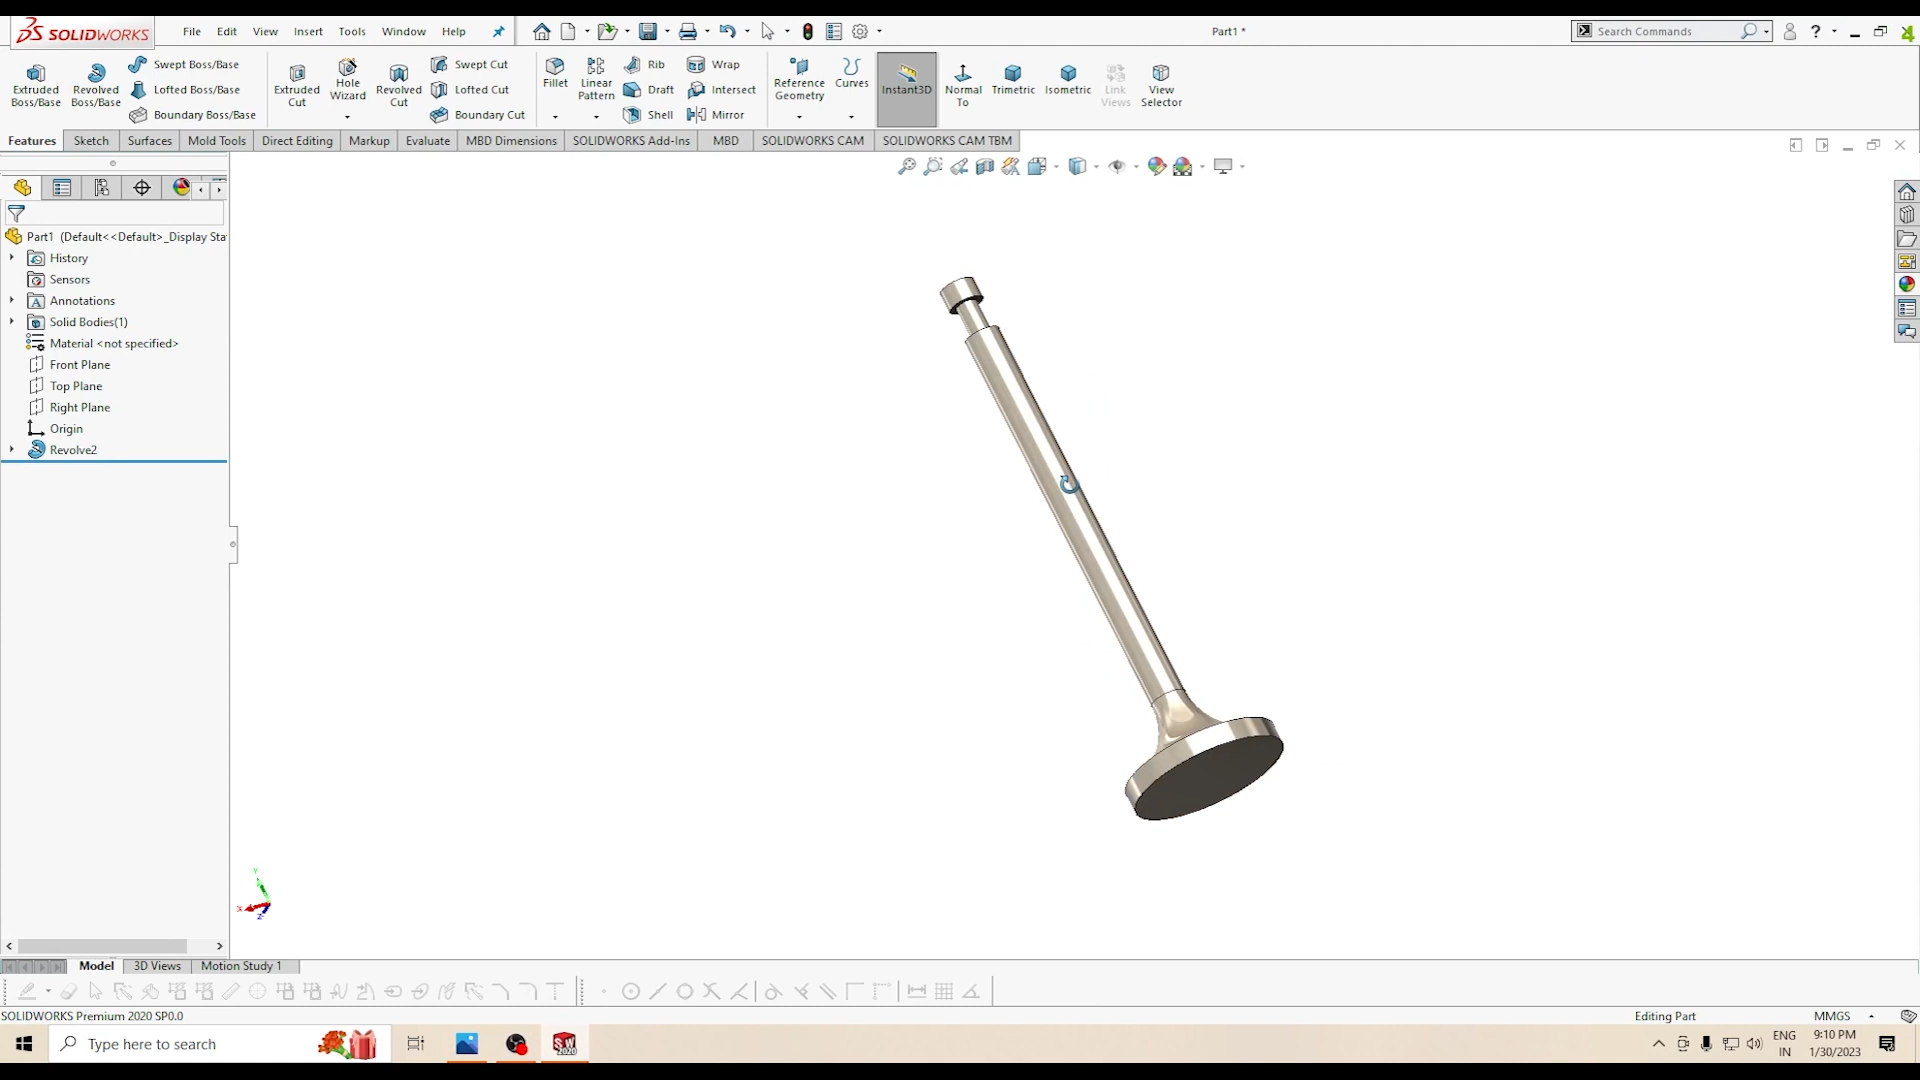 SOLIDWORKS File Edit View Insert Tools Window Help Part1 * Search Commands ?
Extruded Boss/Base
Revolved Boss/Base
Swept Boss/Base
Lofted Boss/Base
Boundary Boss/Base
Extruded Cut
Hole Wizard
Revolved Cut
Swept Cut
Lofted Cut
Boundary Cut
Fillet
Linear Pattern
Rib
Draft
Shell
Wrap
Intersect
Mirror
Reference Geometry
Curves
Instant3D
Normal To
Trimetric
Isometric
Link Views
View Selector
Features Sketch Surfaces Mold Tools Direct Editing Markup Evaluate MBD Dimensions SOLIDWORKS Add-Ins MBD SOLIDWORKS CAM SOLIDWORKS CAM TBM
Part1 (Default<<Default>_Display Sta
History
Sensors
Annotations
Solid Bodies(1)
Material <not specified>
Front Plane
Top Plane
Right Plane
Origin
Revolve2
Y
X
Z
Model 3D Views Motion Study 1
SOLIDWORKS Premium 2020 SP0.0 Editing Part MMGS
Type here to search
ENG
IN
9:10 PM
1/30/2023